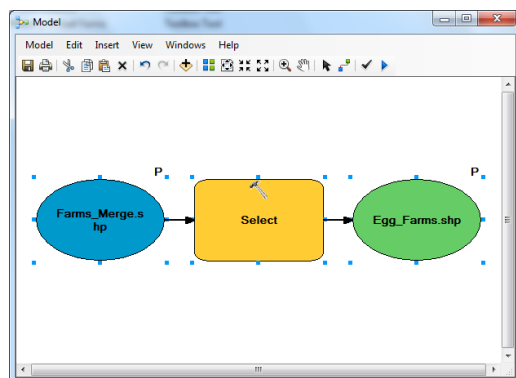 Model
Model Edit Insert View Windows Help
P
P
Farms_Merge.s
hp
Select
Egg_Farms.shp